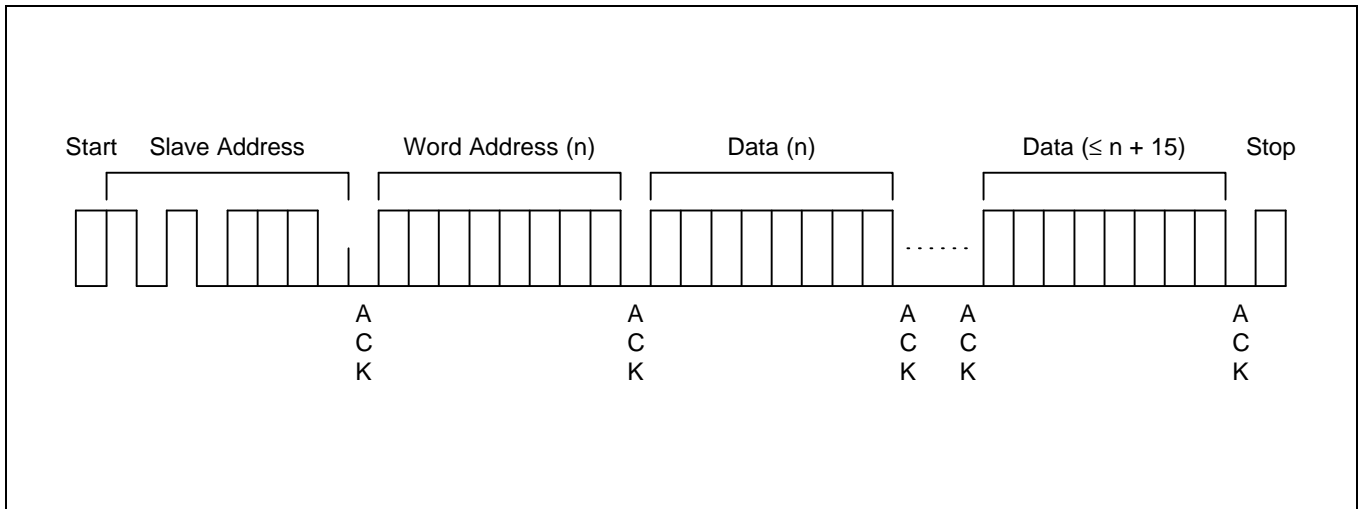 Start Slave Address Word Address (n) Data (n) Data (≤ n + 15) Stop
. . . . . .
A A A A A
C C C C C
K K K K K